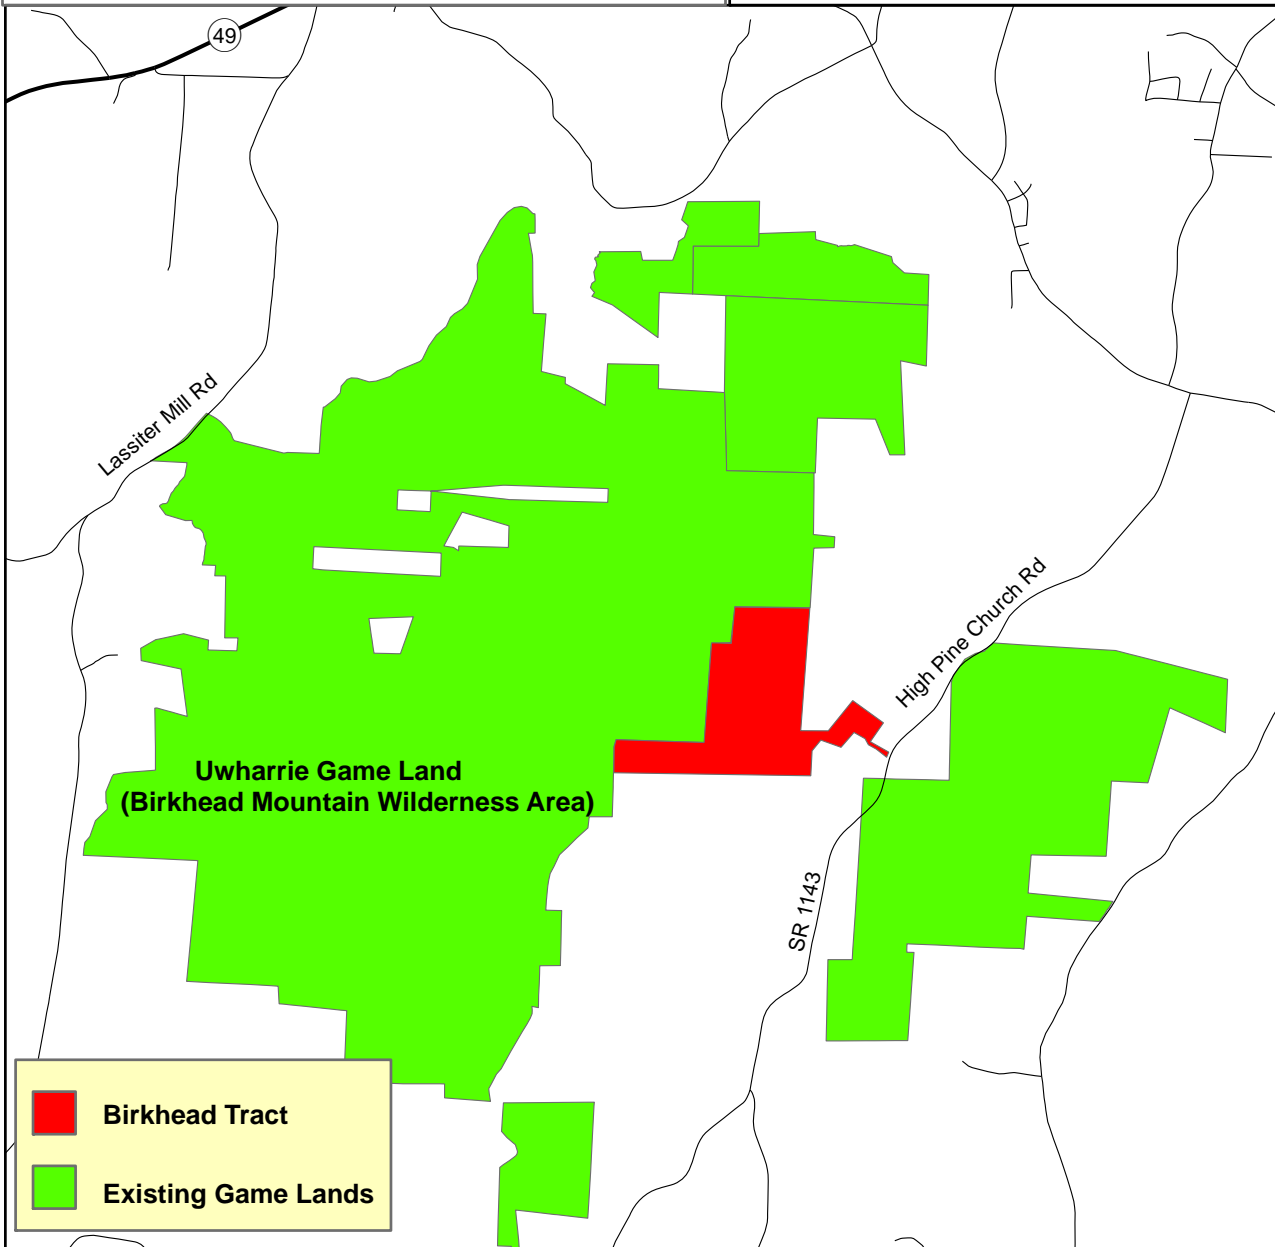 49
Lassiter Mill Rd
High Pine Church Rd
Uwharrie Game Land
(Birkhead Mountain Wilderness Area)
SR 1143
Birkhead Tract
Existing Game Lands